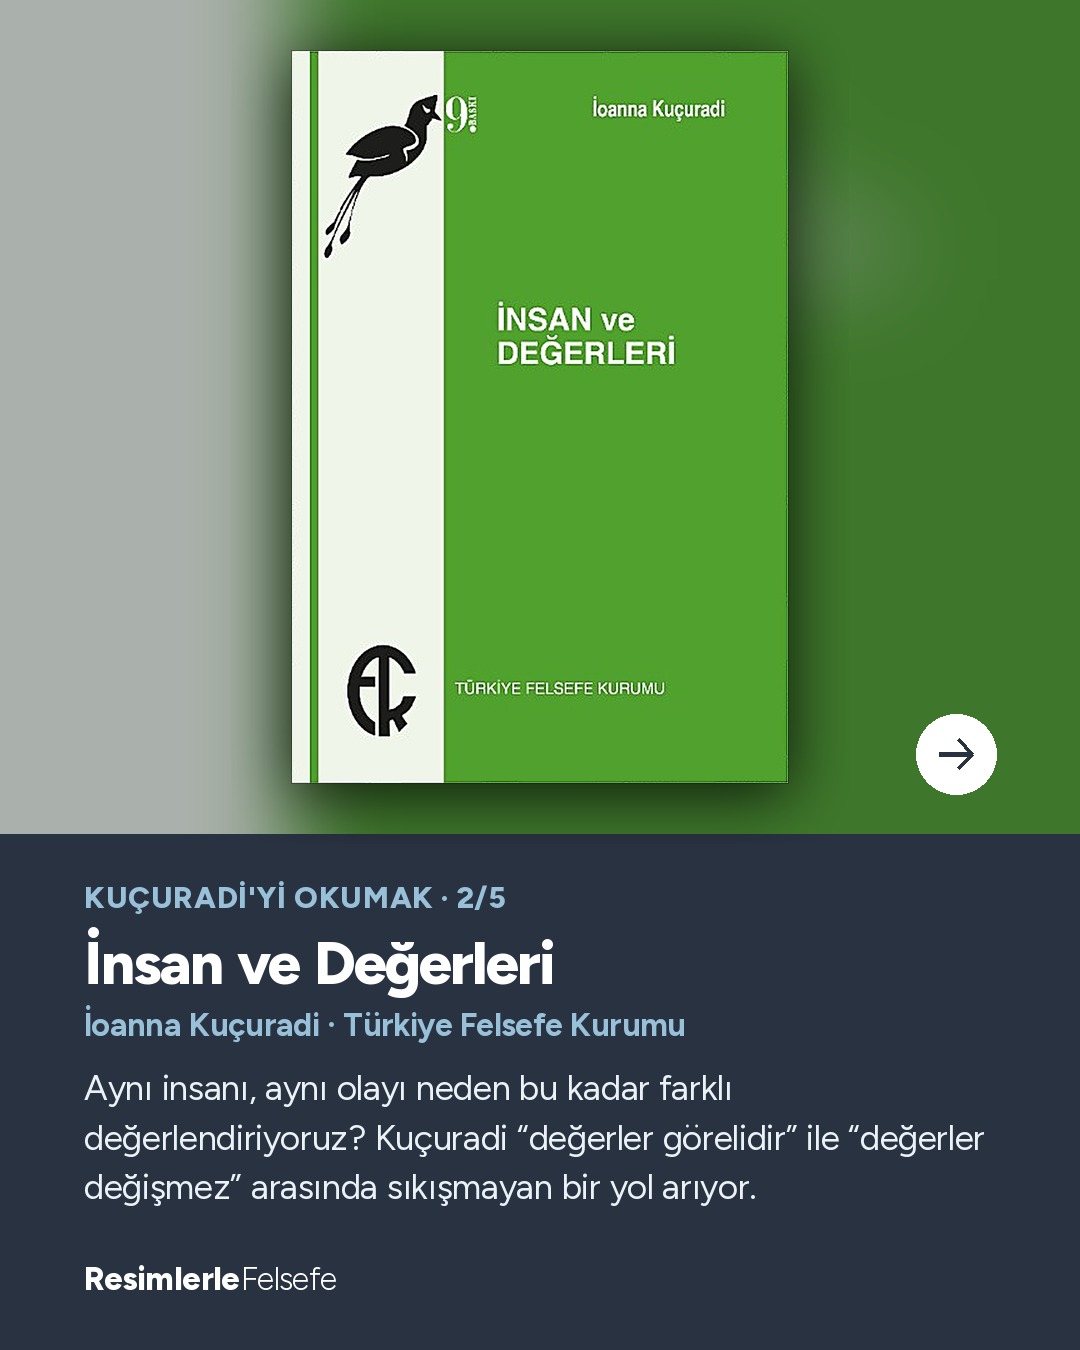 9.
BASKI
İoanna Kuçuradi
İNSAN ve
DEĞERLERİ
TÜRKİYE FELSEFE KURUMU
KUÇURADİ'Yİ OKUMAK · 2/5
İnsan ve Değerleri
İoanna Kuçuradi · Türkiye Felsefe Kurumu
Aynı insanı, aynı olayı neden bu kadar farklı
değerlendiriyoruz? Kuçuradi “değerler görelidir” ile “değerler
değişmez” arasında sıkışmayan bir yol arıyor.
ResimlerleFelsefe